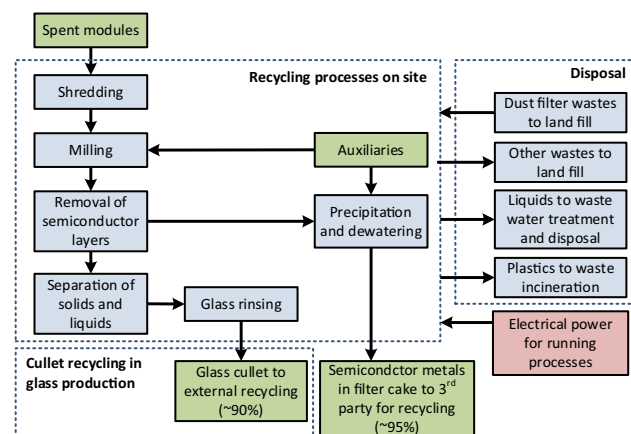 Spent modules
Recycling processes on site
Disposal
Shredding
Dust filter wastes
to land fill
Milling
Auxiliaries
Other wastes to
land fill
Removal of
semiconductor
layers
Precipitation
and dewatering
Liquids to waste
water treatment
and disposal
Separation of
solids and
liquids
Glass rinsing
Plastics to waste
incineration
Electrical power
for running
processes
Cullet recycling in
glass production
Glass cullet to
external recycling
(~90%)
Semicondctor metals
in filter cake to 3rd
party for recycling
(~95%)